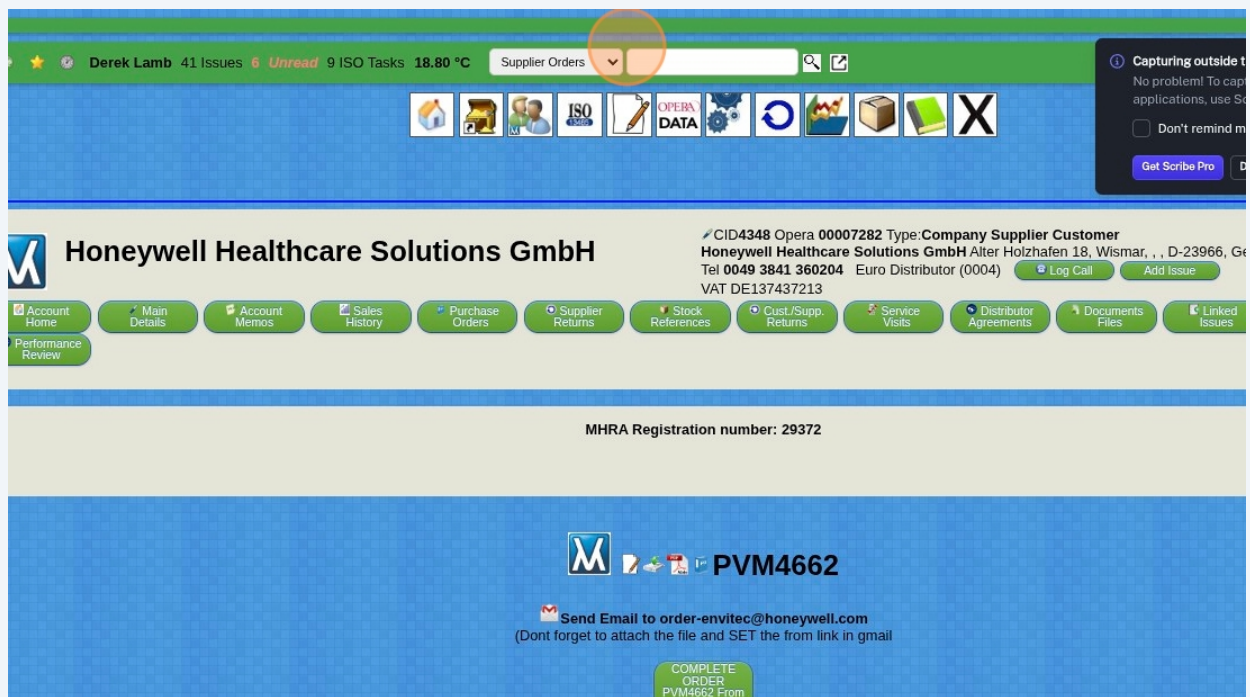 Derek Lamb 41 Issues 6 Unread 9 ISO Tasks 18.80 °C Supplier Orders
Capturing outside t
No problem! To capt
applications, use Sc
Don't remind m
Get Scribe Pro D
ISO
13485
OPERA
DATA
X
M
Honeywell Healthcare Solutions GmbH
CID4348 Opera 00007282 Type:Company Supplier Customer
Honeywell Healthcare Solutions GmbH Alter Holzhafen 18, Wismar, , , D-23966, Ge
Tel 0049 3841 360204 Euro Distributor (0004) Log Call Add Issue
VAT DE137437213
Account Home
Main Details
Account Memos
Sales History
Purchase Orders
Supplier Returns
Stock References
Cust./Supp. Returns
Service Visits
Distributor Agreements
Documents Files
Linked Issues
Performance Review
MHRA Registration number: 29372
M PVM4662
Send Email to order-envitec@honeywell.com
(Dont forget to attach the file and SET the from link in gmail
COMPLETE
ORDER
PVM4662 From